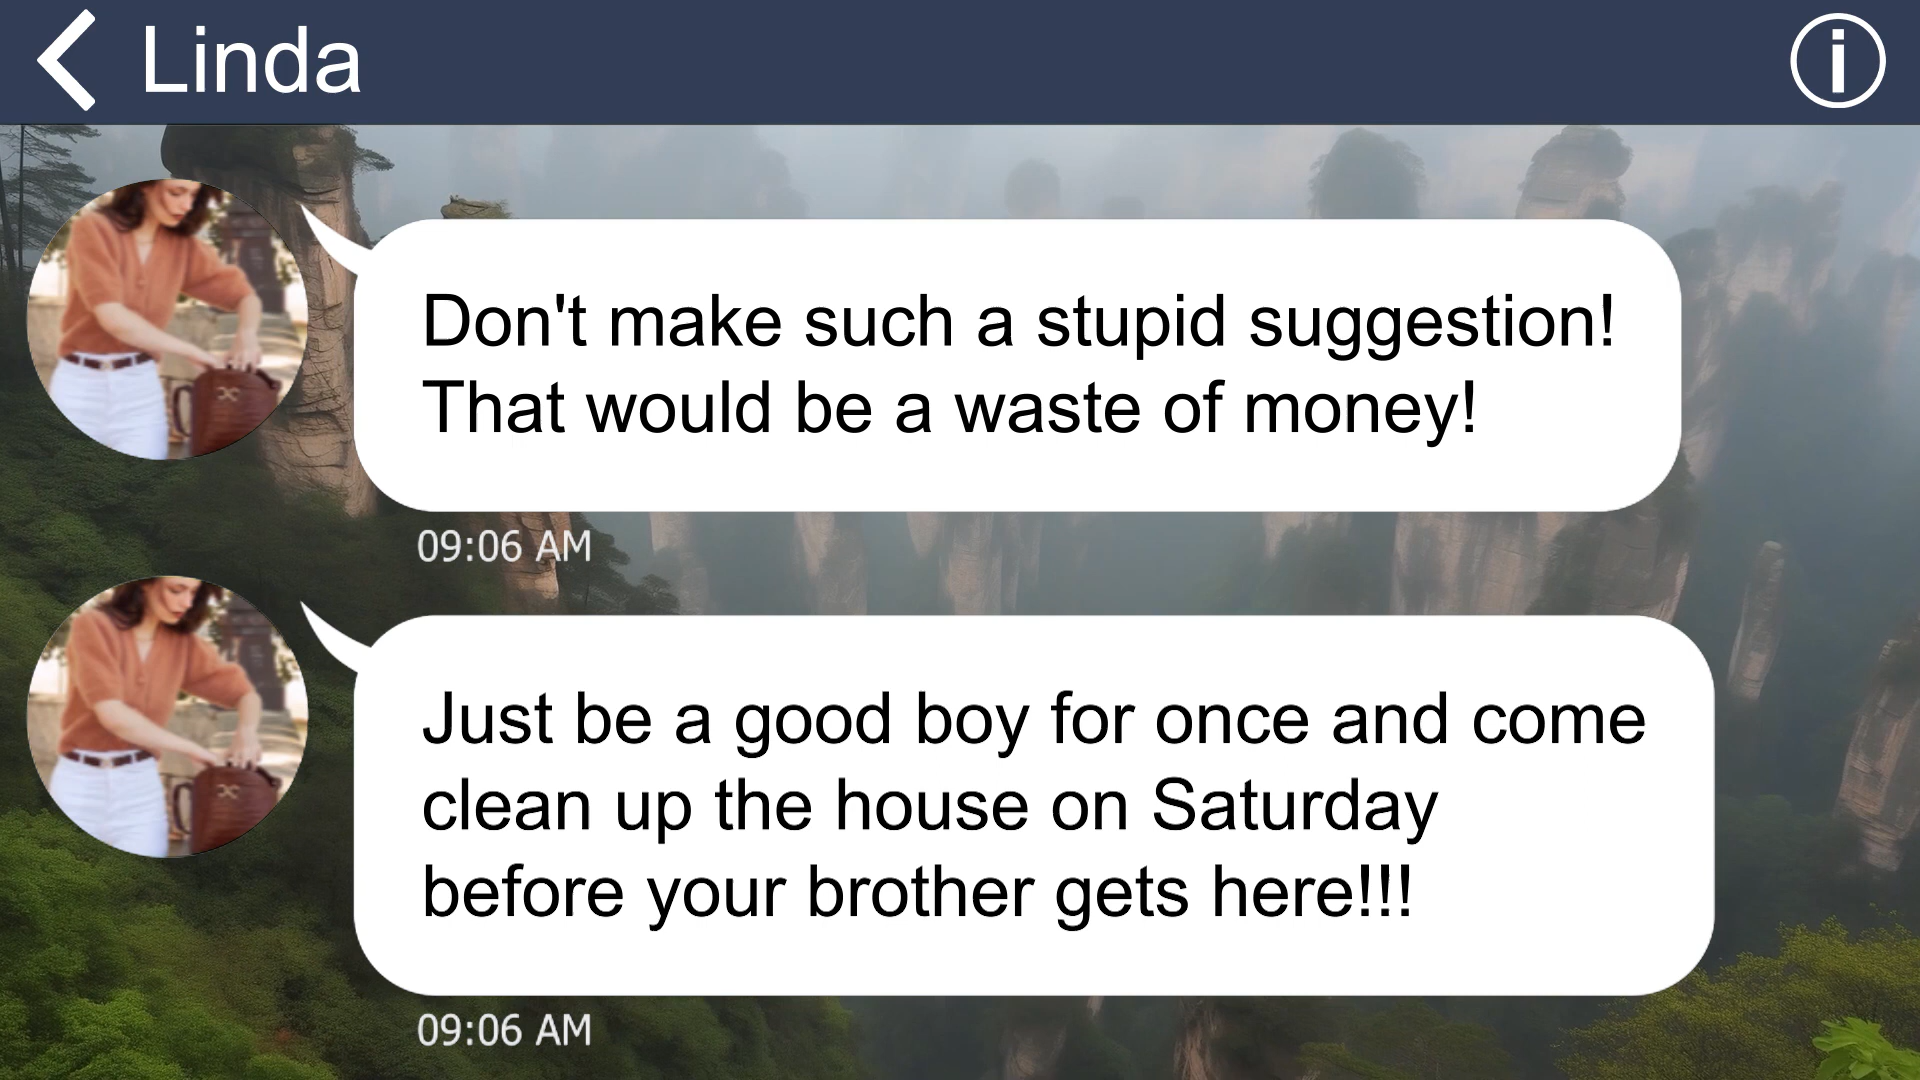 Linda
Don't make such a stupid suggestion!
That would be a waste of money!
09:06 AM
Just be a good boy for once and come
clean up the house on Saturday
before your brother gets here!!!
09:06 AM